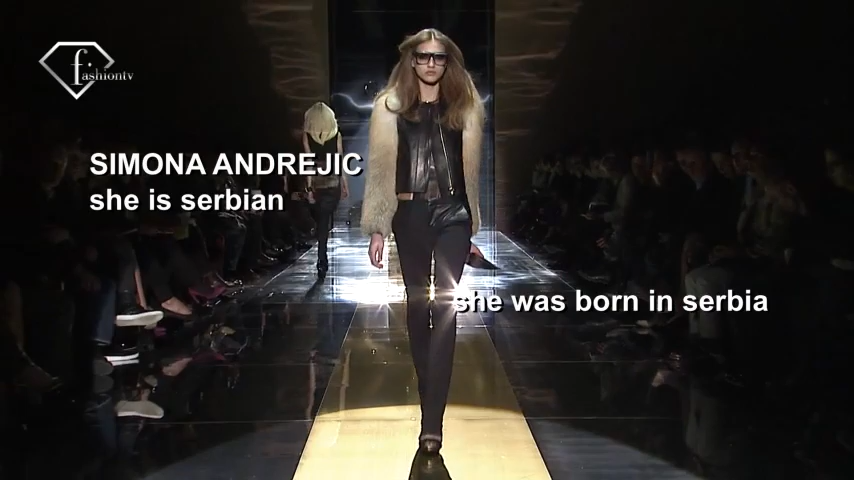 fashiontv
SIMONA ANDREJIC
she is serbian
she was born in serbia